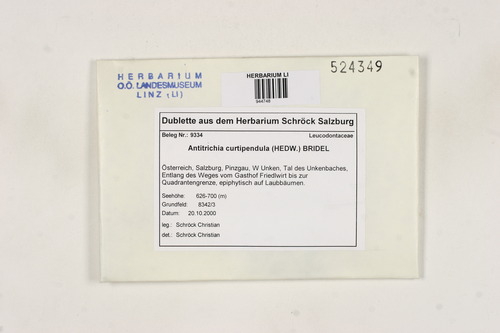 HERBARIUM
O.Ö. LANDESMUSEUM
LINZ (LI)
HERBARIUM LI
944748
524349
Dublette aus dem Herbarium Schröck Salzburg
Beleg Nr.: 9334 Leucodontaceae
Antitrichia curtipendula (HEDW.) BRIDEL
Österreich, Salzburg, Pinzgau, W Unken, Tal des Unkenbaches,
Entlang des Weges vom Gasthof Friedlwirt bis zur
Quadrantengrenze, epiphytisch auf Laubbäumen.
Seehöhe: 626-700 (m)
Grundfeld: 8342/3
Datum: 20.10.2000
leg.: Schröck Christian
det.: Schröck Christian